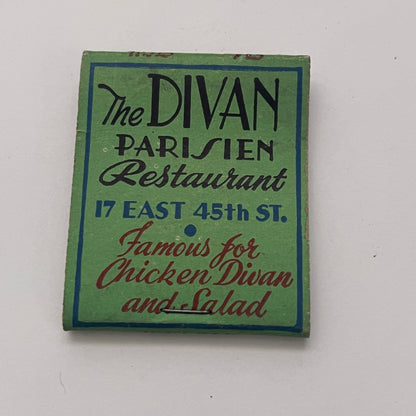 The DIVAN
PARISIEN
Restaurant
17 EAST 45th ST.
Famous for
Chicken Divan
and Salad